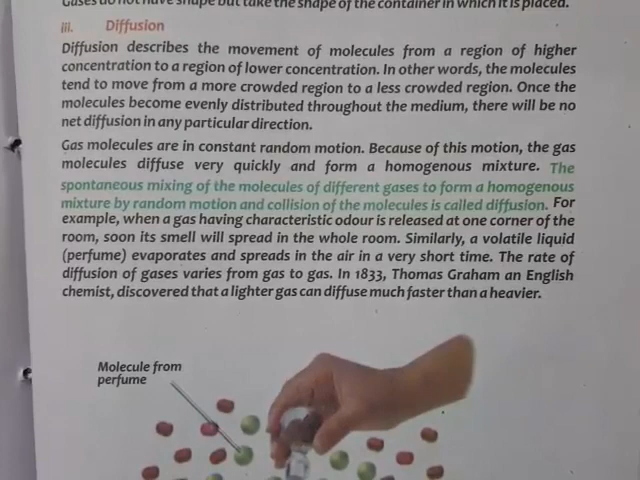 Gases do not have shape but take the shape of the container in which it is placed.
iii. Diffusion
Diffusion describes the movement of molecules from a region of higher
concentration to a region of lower concentration. In other words, the molecules
tend to move from a more crowded region to a less crowded region. Once the
molecules become evenly distributed throughout the medium, there will be no
net diffusion in any particular direction.
Gas molecules are in constant random motion. Because of this motion, the gas
molecules diffuse very quickly and form a homogenous mixture. The
spontaneous mixing of the molecules of different gases to form a homogenous
mixture by random motion and collision of the molecules is called diffusion. For
example, when a gas having characteristic odour is released at one corner of the
room, soon its smell will spread in the whole room. Similarly, a volatile liquid
(perfume) evaporates and spreads in the air in a very short time. The rate of
diffusion of gases varies from gas to gas. In 1833, Thomas Graham an English
chemist, discovered that a lighter gas can diffuse much faster than a heavier.
Molecule from
perfume